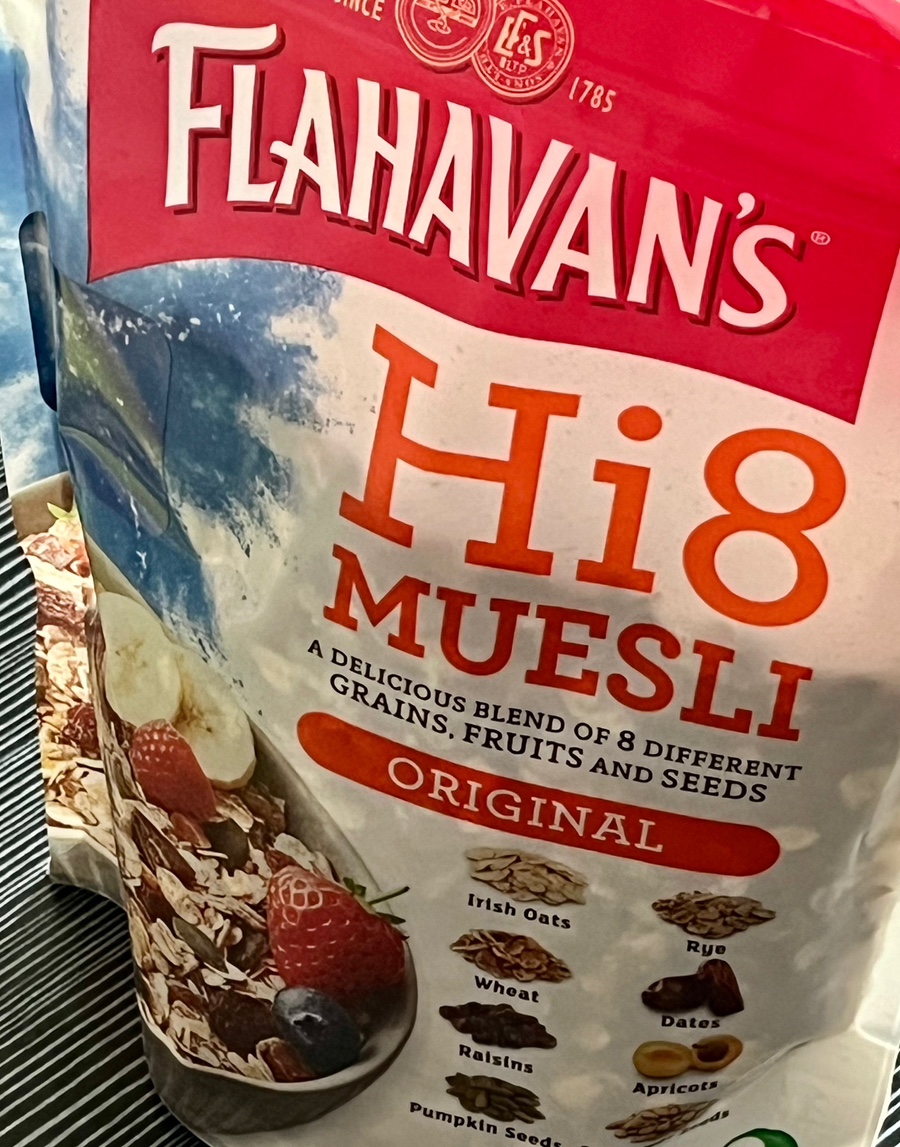 SINCE
1785
FLAHAVAN'S®
Hi8
MUESLI
A DELICIOUS BLEND OF 8 DIFFERENT
GRAINS, FRUITS AND SEEDS
ORIGINAL
Irish Oats
Rye
Wheat
Dates
Raisins
Apricots
Pumpkin Seeds